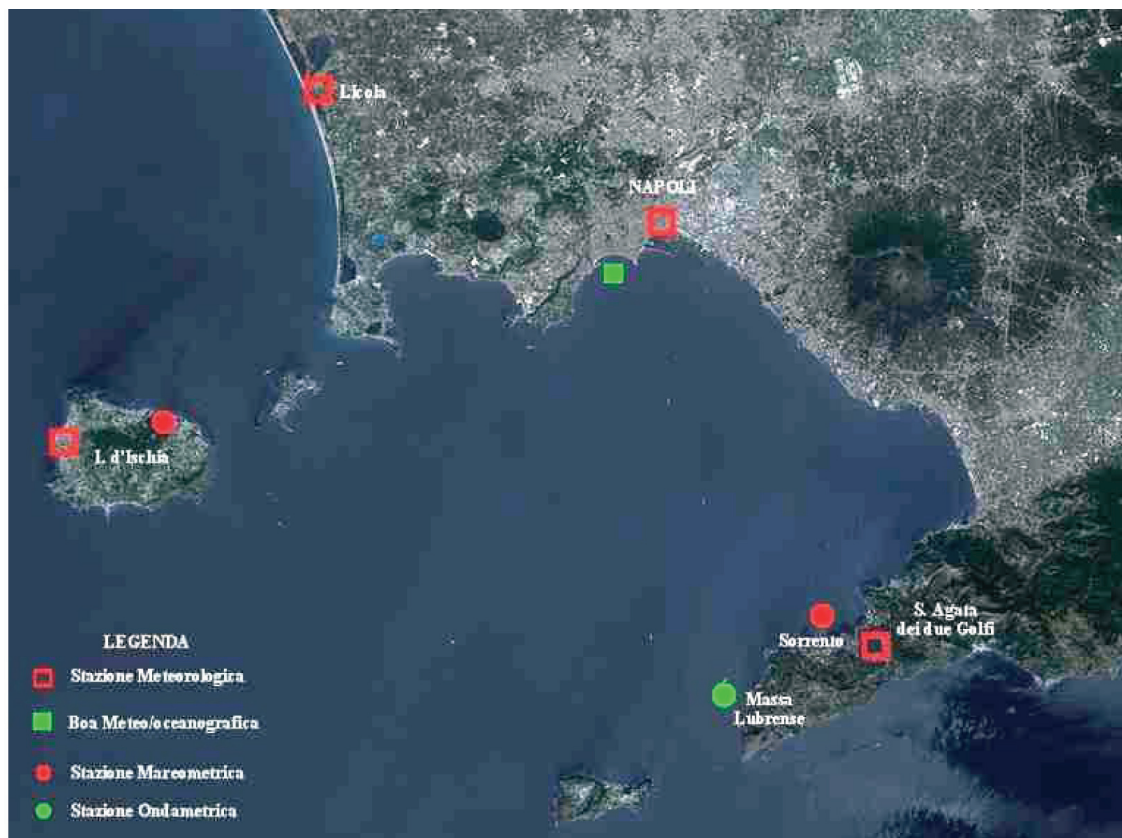 Licola
NAPOLI
I. d'Ischia
S. Agata
dei due Golfi
Sorrento
Massa
Lubrense
LEGENDA
Stazione Meteorologica
Boa Meteo/oceanografica
Stazione Mareometrica
Stazione Ondametrica